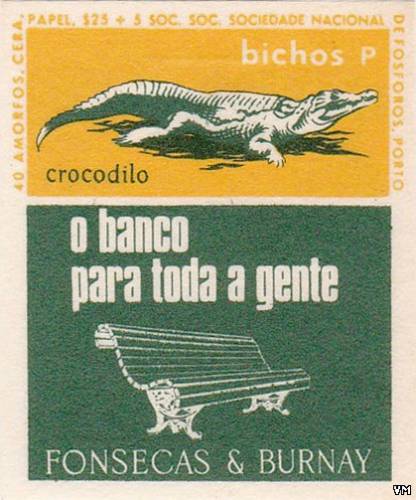 40 AMORFOS, CERA, PAPEL, $25 + 5 SOC. SOC. SOCIEDADE NACIONAL DE FOSFOROS, PORTO
bichos P
crocodilo
o banco
para toda a gente
FONSECAS & BURNAY
VM